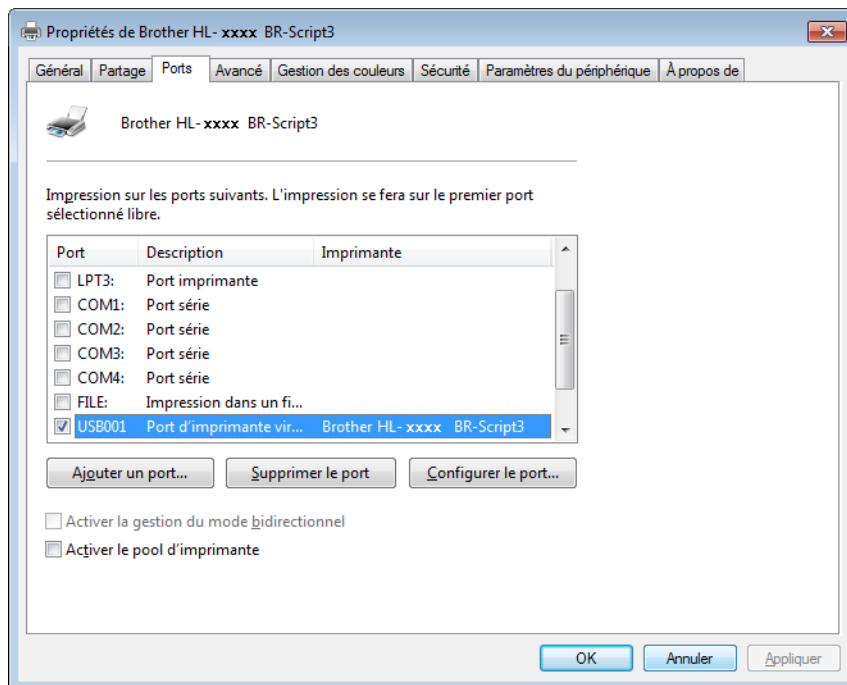 Propriétés de Brother HL- xxxx BR-Script3
Général Partage Ports Avancé Gestion des couleurs Sécurité Paramètres du périphérique À propos de
Brother HL- xxxx BR-Script3
Impression sur les ports suivants. L'impression se fera sur le premier port
sélectionné libre.
Port Description Imprimante
LPT3: Port imprimante
COM1: Port série
COM2: Port série
COM3: Port série
COM4: Port série
FILE: Impression dans un fi...
USB001 Port d'imprimante vir... Brother HL- xxxx BR-Script3
Ajouter un port... Supprimer le port Configurer le port...
Activer la gestion du mode bidirectionnel
Activer le pool d'imprimante
OK Annuler Appliquer